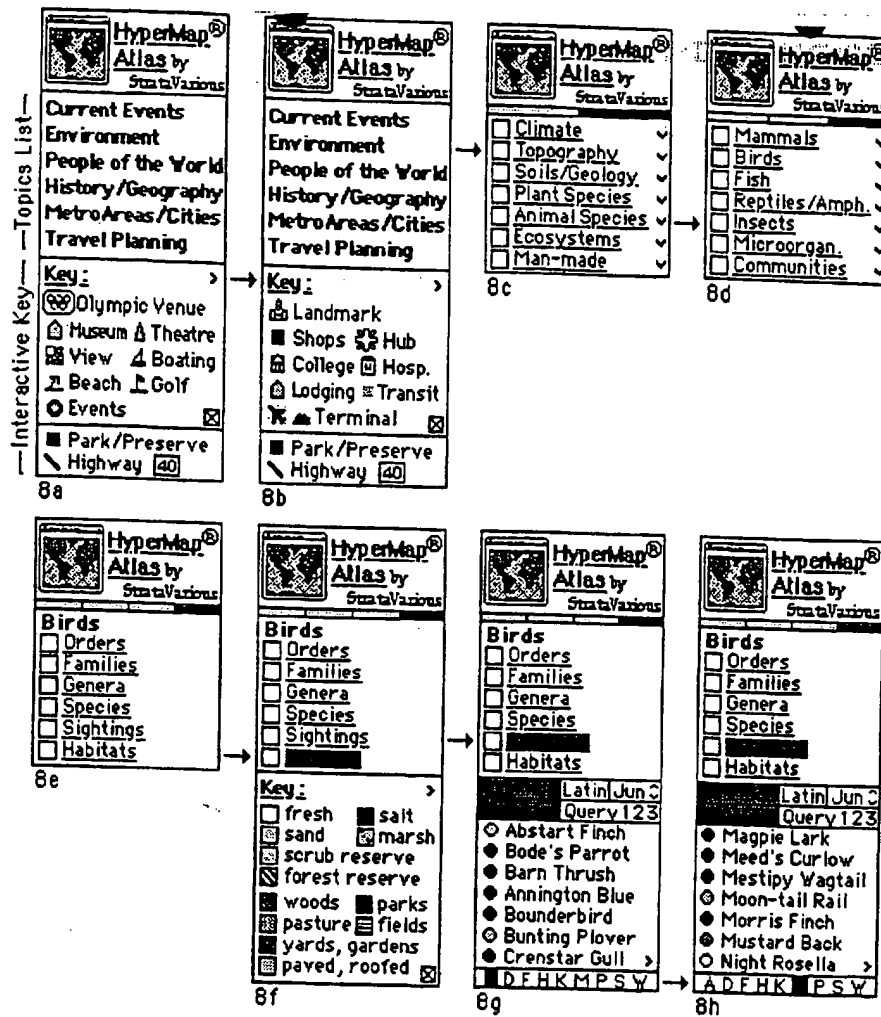 —Interactive Key— —Topics List—
HyperMap®
Atlas by
StrataVarious
Current Events
Environment
People of the World
History/Geography
MetroAreas/Cities
Travel Planning
Key: >
Olympic Venue
Museum Theatre
View Boating
Beach Golf
Events
Park/Preserve
Highway 40
8a
HyperMap®
Atlas by
StrataVarious
Current Events
Environment
People of the World
History/Geography
MetroAreas/Cities
Travel Planning
Key: >
Landmark
Shops Hub
College Hosp.
Lodging Transit
Terminal
Park/Preserve
Highway 40
8b
HyperMap®
Atlas by
StrataVarious
Climate
Topography
Soils/Geology
Plant Species
Animal Species
Ecosystems
Man-made
8c
HyperMap®
Atlas by
StrataVarious
Mammals
Birds
Fish
Reptiles/Amph.
Insects
Microorgan.
Communities
8d
HyperMap®
Atlas by
StrataVarious
Birds
Orders
Families
Genera
Species
Sightings
Habitats
8e
HyperMap®
Atlas by
StrataVarious
Birds
Orders
Families
Genera
Species
Sightings
Key: >
fresh salt
sand marsh
scrub reserve
forest reserve
woods parks
pasture fields
yards, gardens
paved, roofed
8f
HyperMap®
Atlas by
StrataVarious
Birds
Orders
Families
Genera
Species
Habitats
Latin Jun
Query 123
Abstart Finch
Bode's Parrot
Barn Thrush
Annington Blue
Bounderbird
Bunting Plover
Crenstar Gull >
D F H K M P S W
8g
HyperMap®
Atlas by
StrataVarious
Birds
Orders
Families
Genera
Species
Habitats
Latin Jun
Query 123
Magpie Lark
Meed's Curlow
Mestipy Wagtail
Moon-tail Rail
Morris Finch
Mustard Back
Night Rosella >
A D F H K P S W
8h